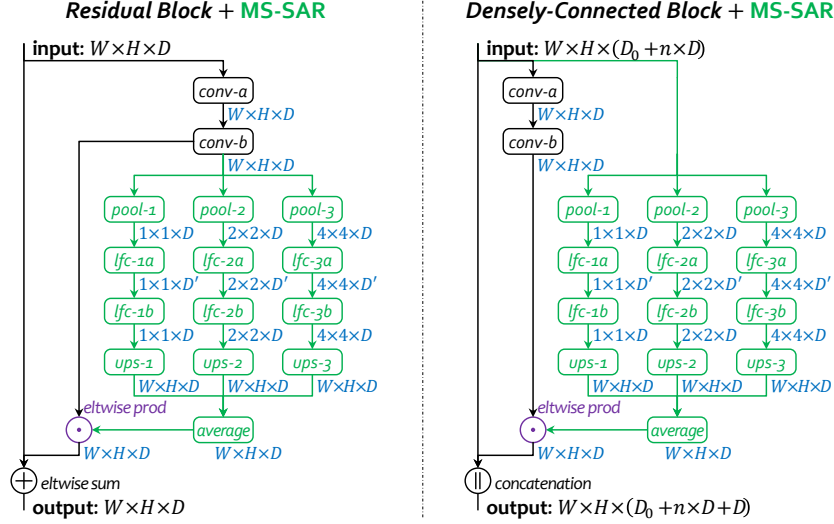 Residual Block + MS-SAR
input: W×H×D
conv-a
W×H×D
conv-b
W×H×D
pool-1 pool-2 pool-3
1×1×D 2×2×D 4×4×D
lfc-1a lfc-2a lfc-3a
1×1×D′ 2×2×D′ 4×4×D′
lfc-1b lfc-2b lfc-3b
1×1×D 2×2×D 4×4×D
ups-1 ups-2 ups-3
W×H×D W×H×D W×H×D
eltwise prod
average
W×H×D W×H×D
eltwise sum
output: W×H×D
Densely-Connected Block + MS-SAR
input: W×H×(D₀+n×D)
conv-a
W×H×D
conv-b
W×H×D
pool-1 pool-2 pool-3
1×1×D 2×2×D 4×4×D
lfc-1a lfc-2a lfc-3a
1×1×D′ 2×2×D′ 4×4×D′
lfc-1b lfc-2b lfc-3b
1×1×D 2×2×D 4×4×D
ups-1 ups-2 ups-3
W×H×D W×H×D W×H×D
eltwise prod
average
W×H×D W×H×D
concatenation
output: W×H×(D₀+n×D+D)